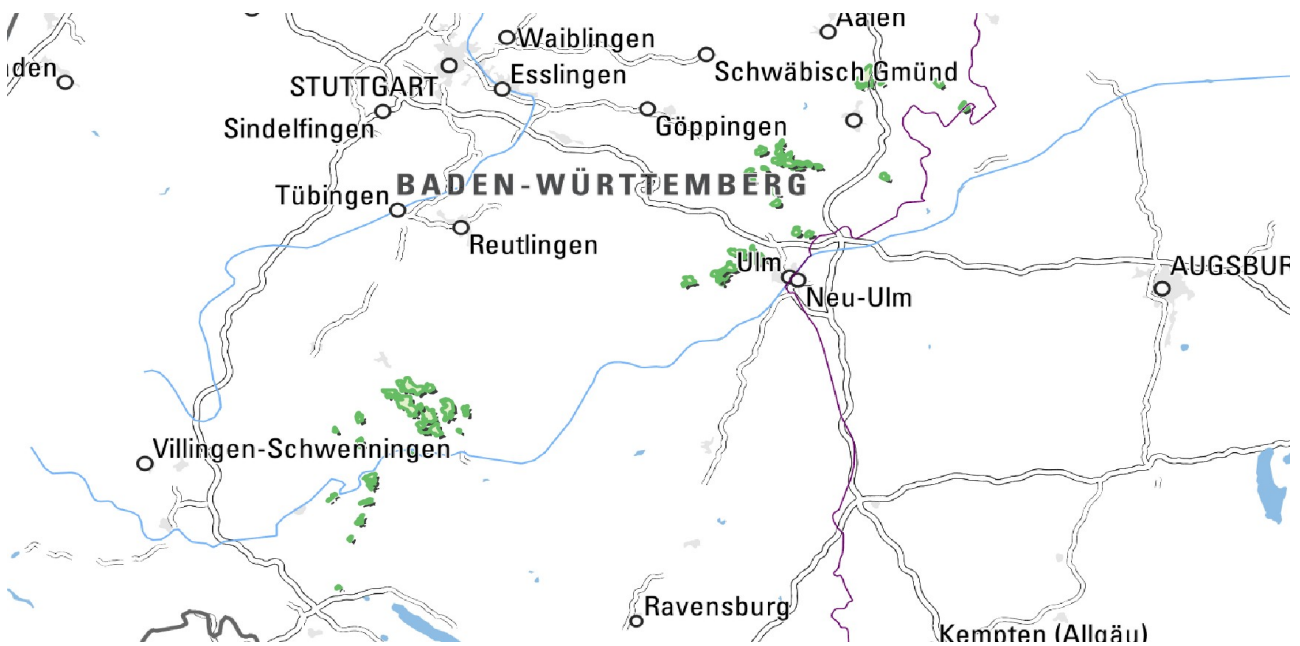 Aalen
Waiblingen
den
Schwäbisch Gmünd
Esslingen
STUTTGART
Göppingen
Sindelfingen
BADEN-WÜRTTEMBERG
Tübingen
Reutlingen
Ulm
AUGSBUR
Neu-Ulm
Villingen-Schwenningen
Ravensburg
Kempten (Allgäu)